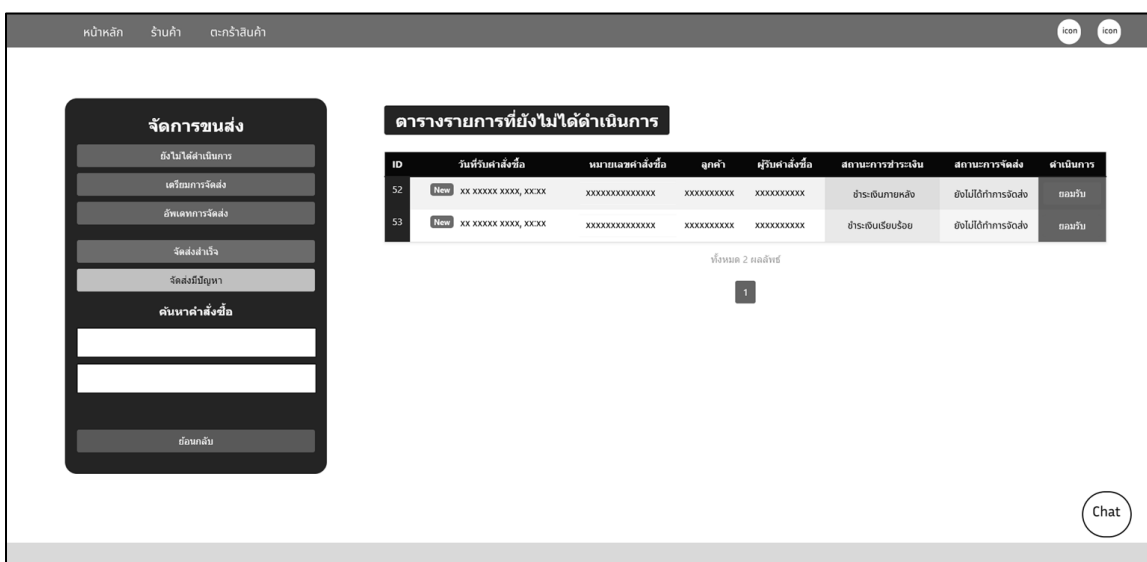 หน้าหลัก ร้านค้า ตะกร้าสินค้า icon icon
จัดการขนส่ง
ยังไม่ได้ดำเนินการ
เตรียมการจัดส่ง
อัพเดทการจัดส่ง
จัดส่งสำเร็จ
จัดส่งมีปัญหา
ค้นหาคำสั่งซื้อ
ย้อนกลับ
ตารางรายการที่ยังไม่ได้ดำเนินการ
ID วันที่รับคำสั่งซื้อ หมายเลขคำสั่งซื้อ ลูกค้า ผู้รับคำสั่งซื้อ สถานะการชำระเงิน สถานะการจัดส่ง ดำเนินการ
52 New xx xxxxx xxxx, xx:xx xxxxxxxxxxxxxx xxxxxxxxxx xxxxxxxxxx ชำระเงินภายหลัง ยังไม่ได้ทำการจัดส่ง ยอมรับ
53 New xx xxxxx xxxx, xx:xx xxxxxxxxxxxxxx xxxxxxxxxx xxxxxxxxxx ชำระเงินเรียบร้อย ยังไม่ได้ทำการจัดส่ง ยอมรับ
ทั้งหมด 2 ผลลัพธ์
1
Chat